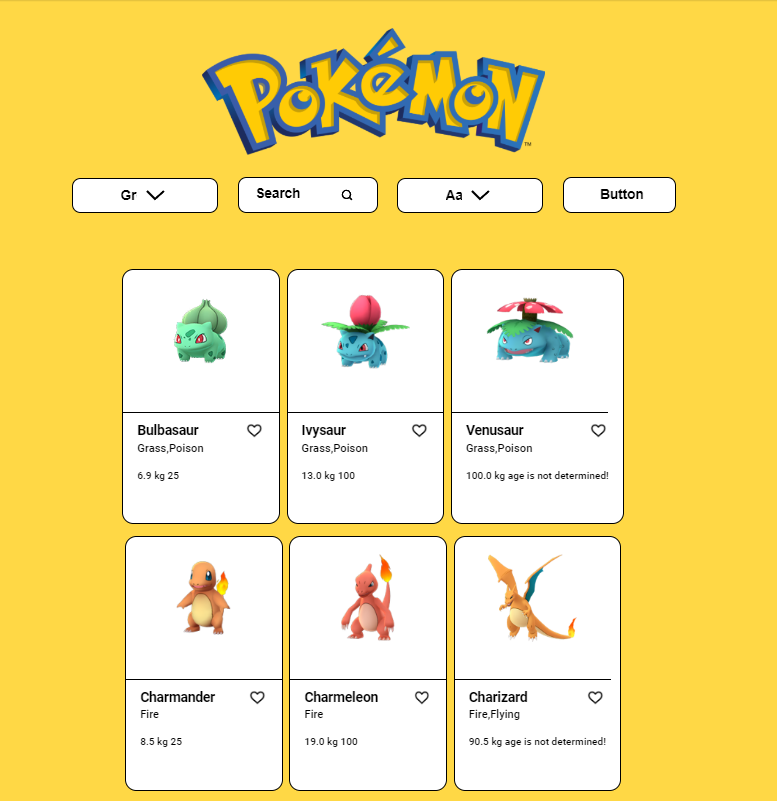 POKéMON
TM
Gr
Search
Aa
Button
Bulbasaur
Grass,Poison
6.9 kg 25
Ivysaur
Grass,Poison
13.0 kg 100
Venusaur
Grass,Poison
100.0 kg age is not determined!
Charmander
Fire
8.5 kg 25
Charmeleon
Fire
19.0 kg 100
Charizard
Fire,Flying
90.5 kg age is not determined!